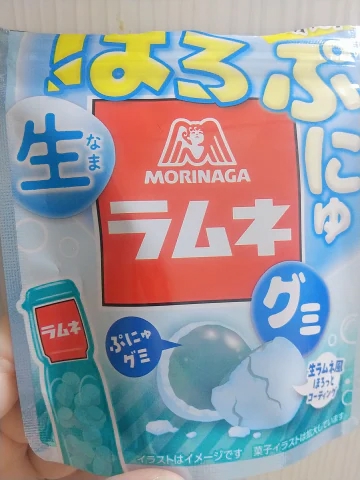 ほろぷにゅ
生
なま
MORINAGA
ラムネ
グミ
ラムネ
ぷにゅ
グミ
生ラムネ風
ほろっと
コーティング
イラストはイメージです 菓子イラストは拡大しています